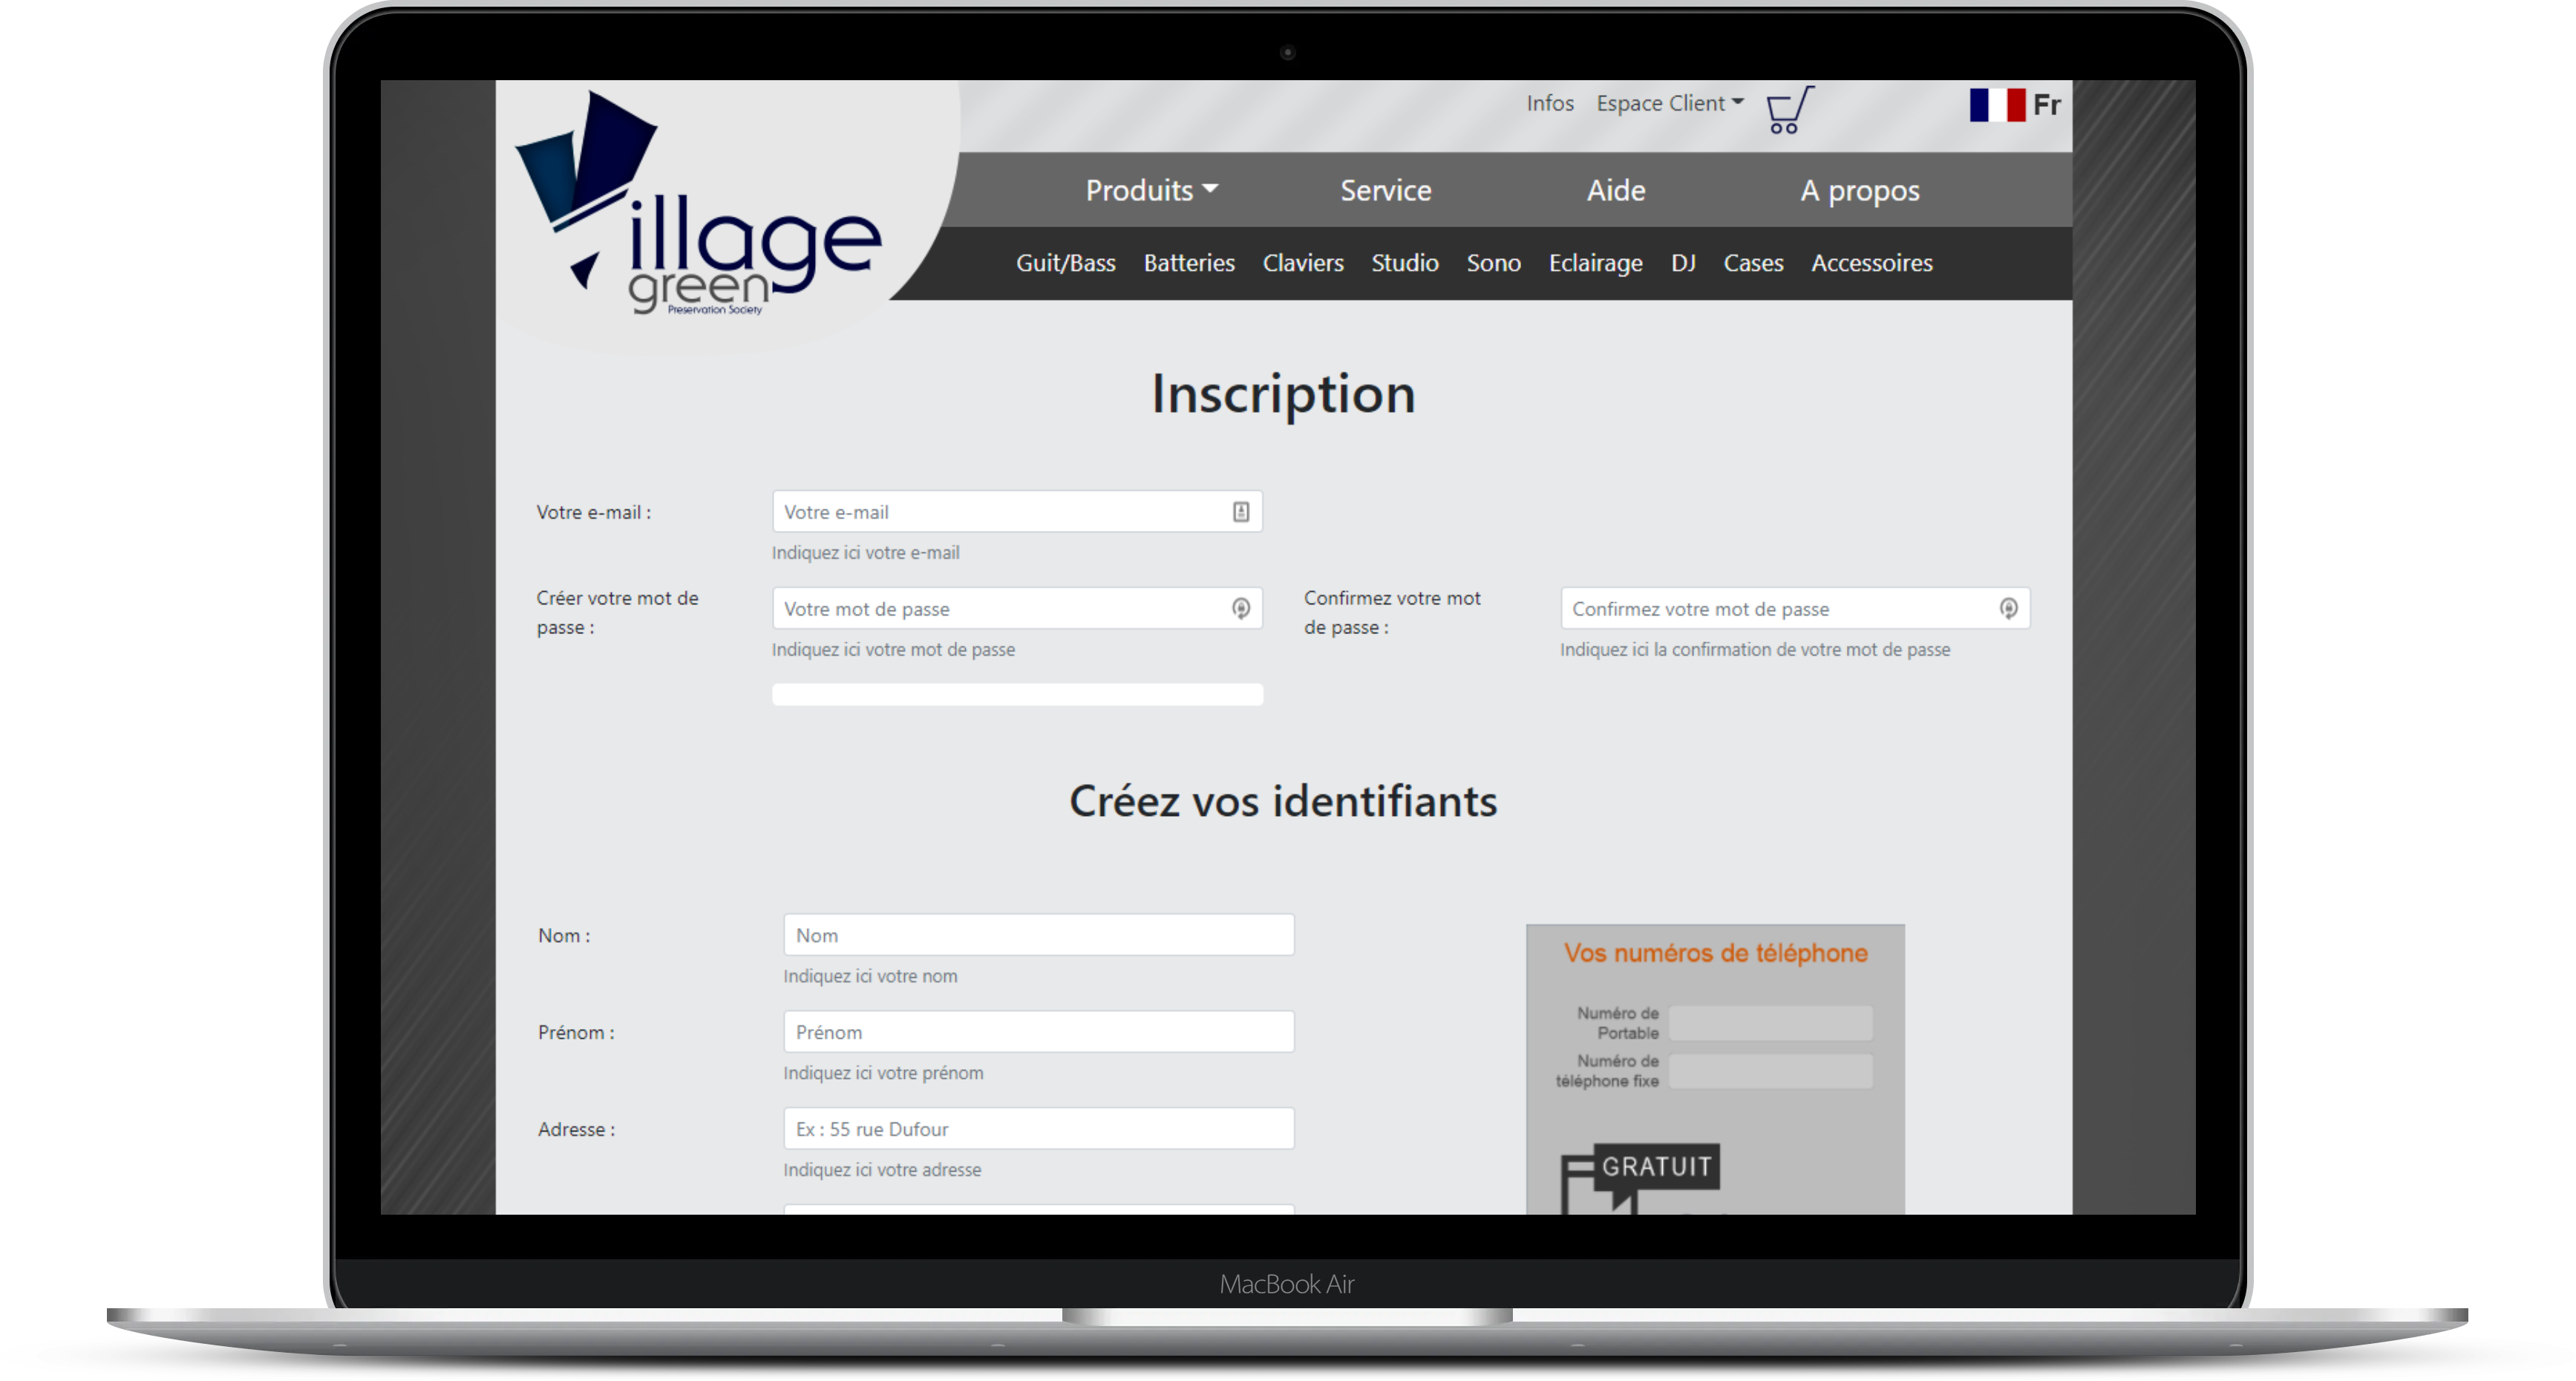 Infos Espace Client Fr
Village
green
Preservation Society
Produits Service Aide A propos
Guit/Bass Batteries Claviers Studio Sono Eclairage DJ Cases Accessoires
Inscription
Votre e-mail : Votre e-mail
Indiquez ici votre e-mail
Créer votre mot de
passe :
Votre mot de passe
Indiquez ici votre mot de passe
Confirmez votre mot
de passe :
Confirmez votre mot de passe
Indiquez ici la confirmation de votre mot de passe
Créez vos identifiants
Nom : Nom
Indiquez ici votre nom
Prénom : Prénom
Indiquez ici votre prénom
Adresse : Ex : 55 rue Dufour
Indiquez ici votre adresse
Vos numéros de téléphone
Numéro de
Portable
Numéro de
téléphone fixe
GRATUIT
MacBook Air